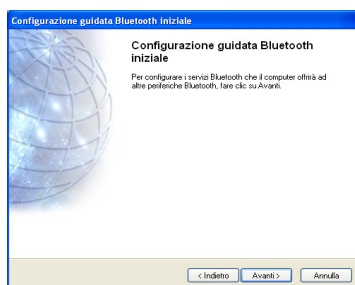 Configurazione guidata Bluetooth iniziale
Configurazione guidata Bluetooth
iniziale
Per configurare i servizi Bluetooth che il computer offrirà ad
altre periferiche Bluetooth, fare clic su Avanti.
< Indietro
Avanti >
Annulla